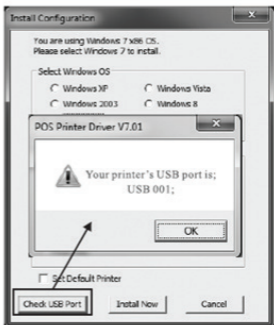 Install Configuration
You are using Windows 7 x86 OS.
Please select Windows 7 to install.
Select Windows OS
Windows XP
Windows Vista
Windows 2003
Windows 8
POS Printer Driver V7.01
Your printer's USB port is;
USB 001;
OK
Set Default Printer
Check USB Port
Install Now
Cancel